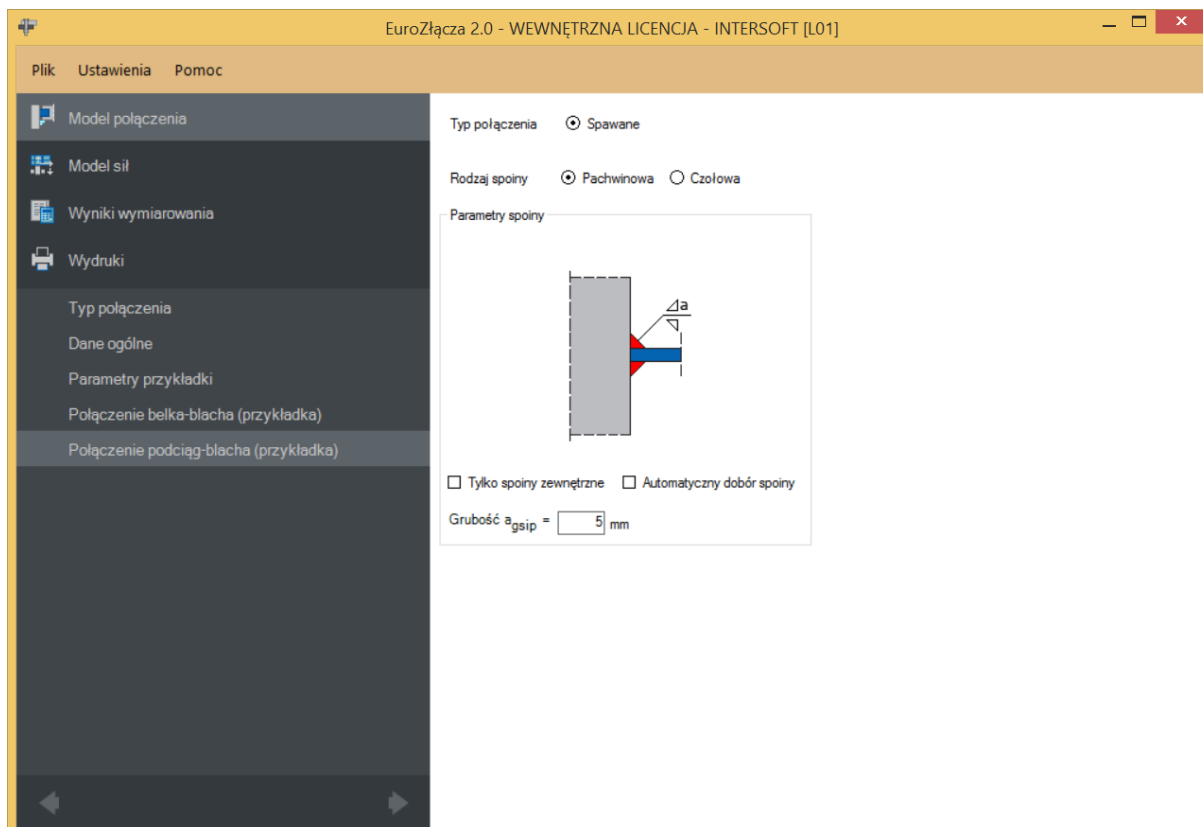 EuroZłącza 2.0 - WEWNĘTRZNA LICENCJA - INTERSOFT [L01]
Plik Ustawienia Pomoc
Model połączenia
Model sił
Wyniki wymiarowania
Wydruki
Typ połączenia
Dane ogólne
Parametry przykładki
Połączenie belka-blacha (przykładka)
Połączenie podciąg-blacha (przykładka)
Typ połączenia Spawane
Rodzaj spoiny Pachwinowa Czołowa
Parametry spoiny
a
Tylko spoiny zewnętrzne Automatyczny dobór spoiny
Grubość agsip = 5 mm